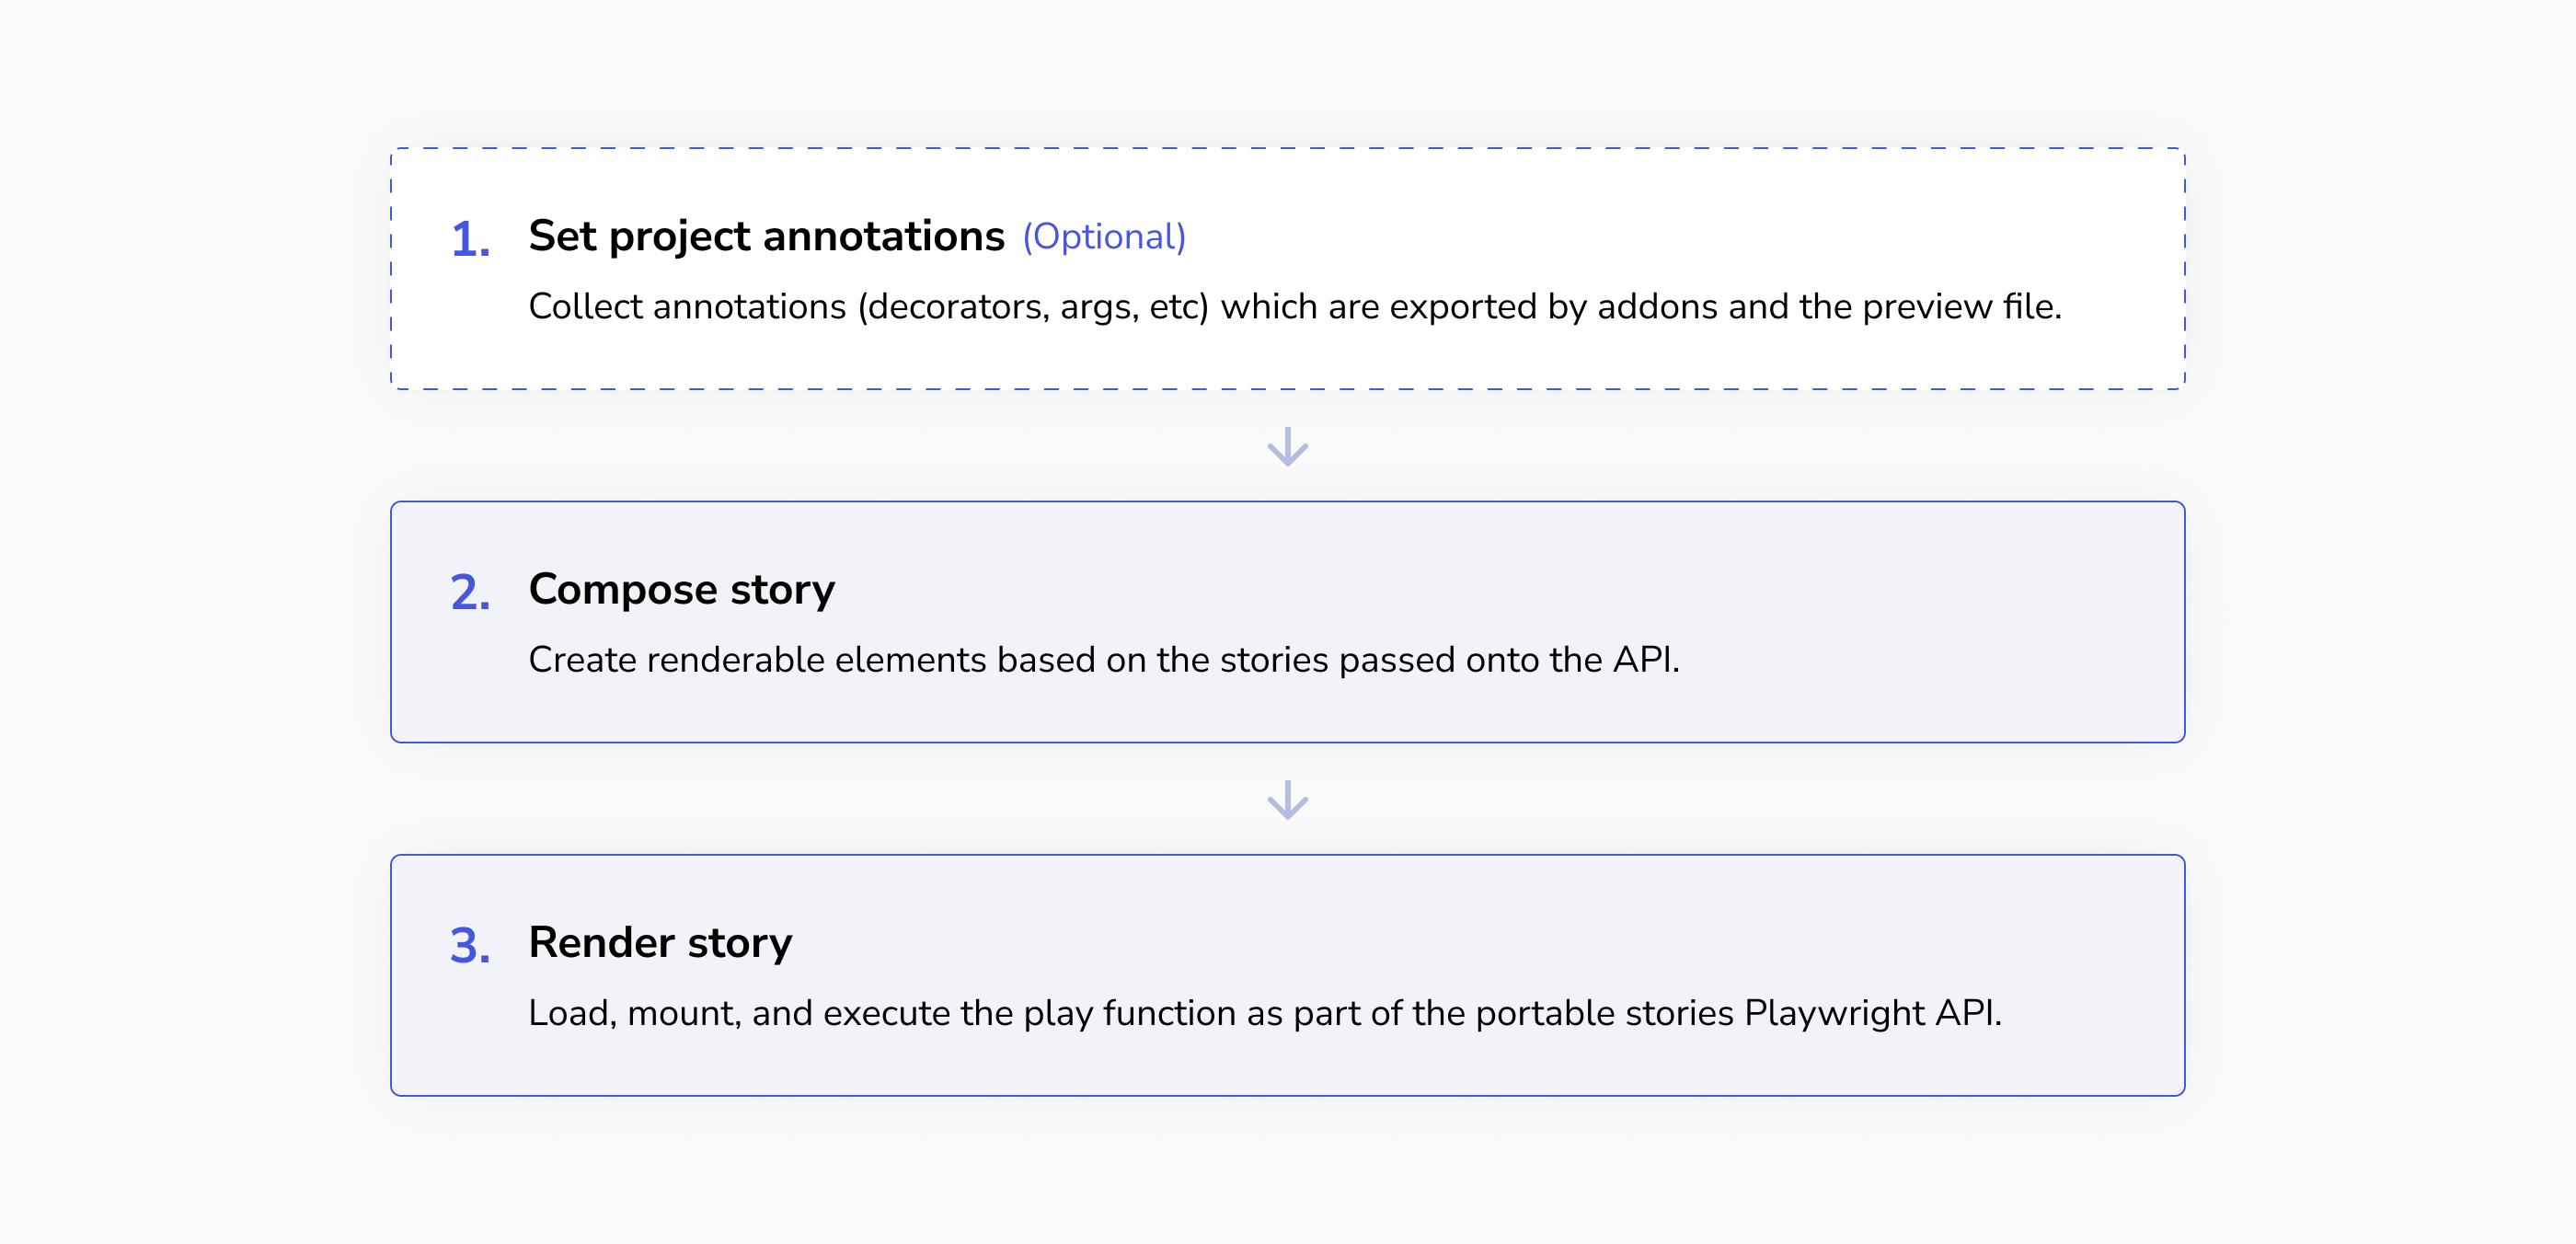 1. Set project annotations (Optional)
Collect annotations (decorators, args, etc) which are exported by addons and the preview file.
2. Compose story
Create renderable elements based on the stories passed onto the API.
3. Render story
Load, mount, and execute the play function as part of the portable stories Playwright API.